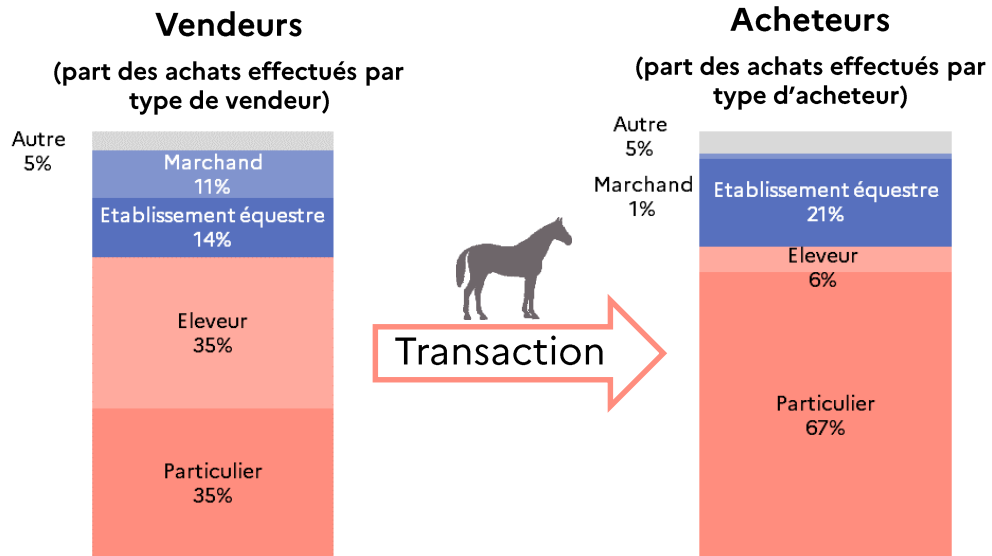 Vendeurs
(part des achats effectués par
type de vendeur)
Autre
5%
Marchand
11%
Etablissement équestre
14%
Eleveur
35%
Particulier
35%
Transaction
Acheteurs
(part des achats effectués par
type d’acheteur)
Autre
5%
Marchand
1%
Etablissement équestre
21%
Eleveur
6%
Particulier
67%